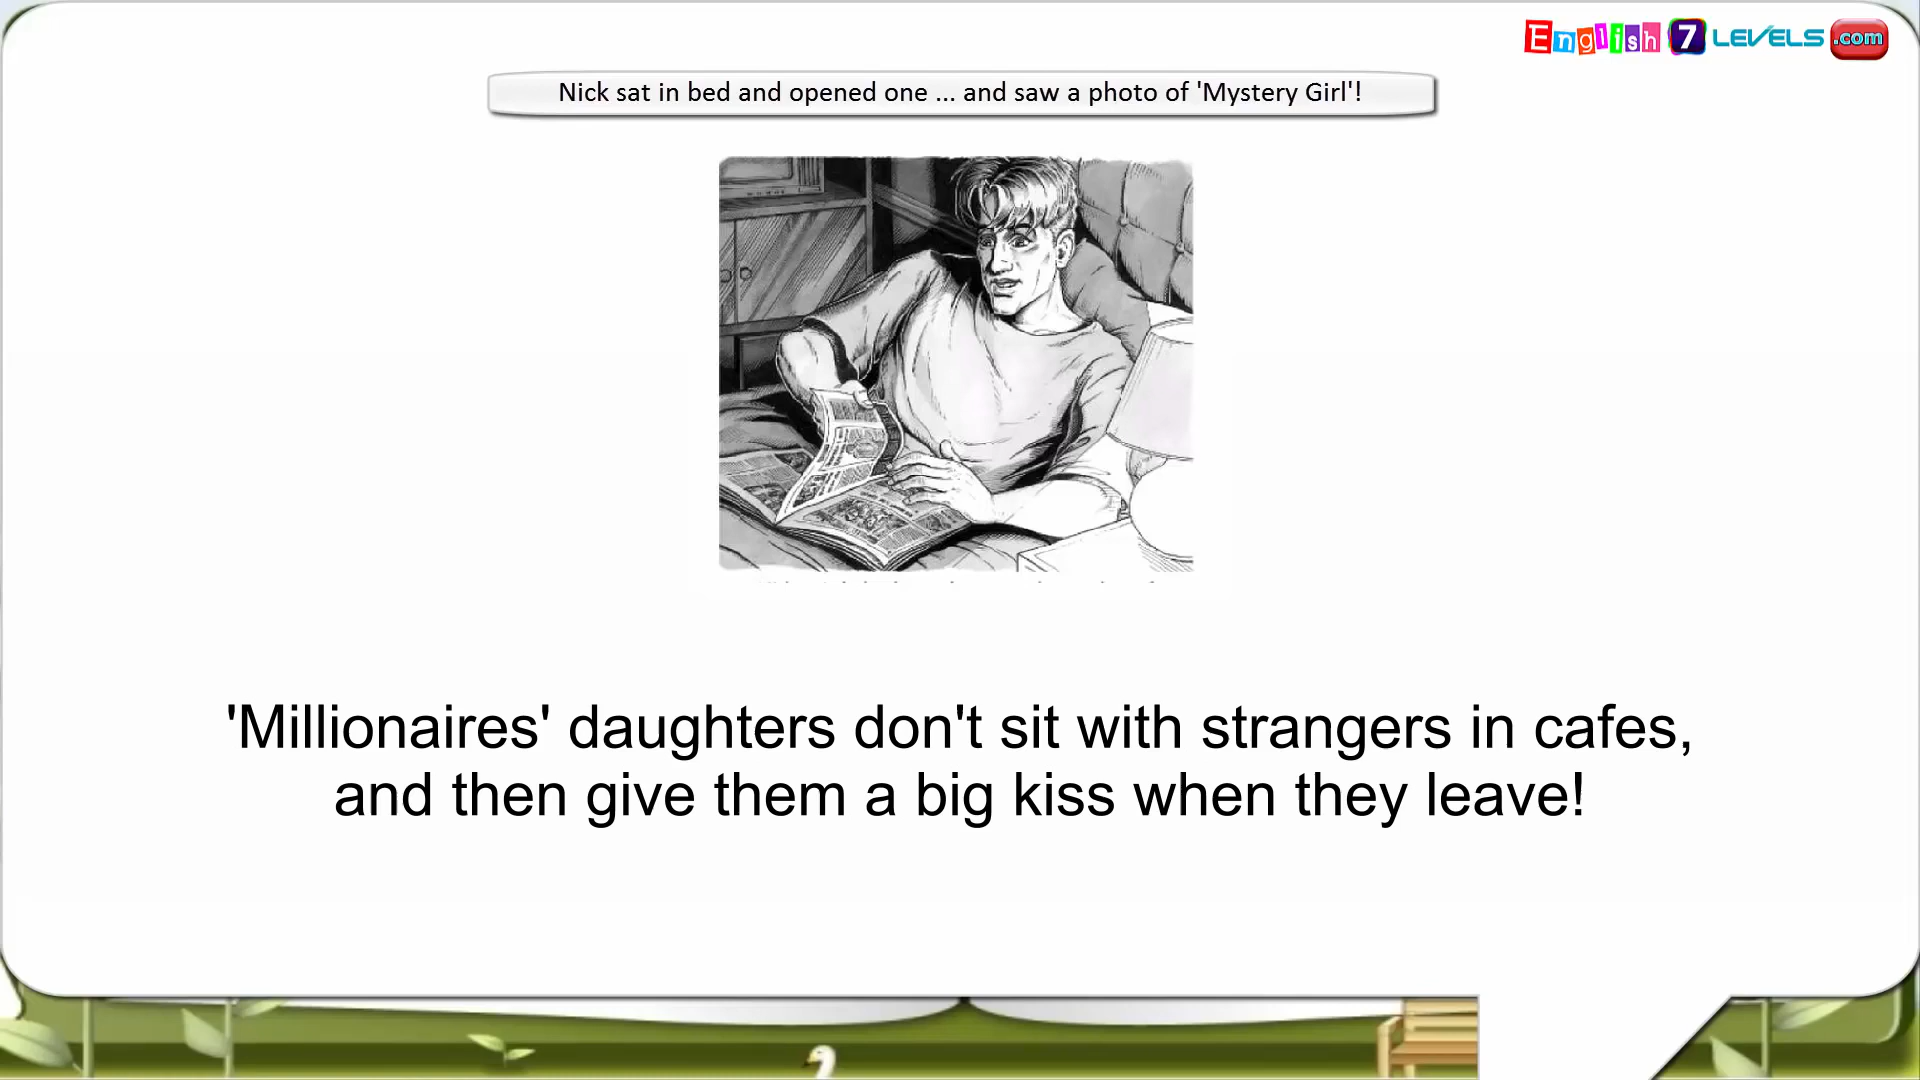 English 7 LEVELS .com
Nick sat in bed and opened one ... and saw a photo of 'Mystery Girl'!
'Millionaires' daughters don't sit with strangers in cafes,
and then give them a big kiss when they leave!